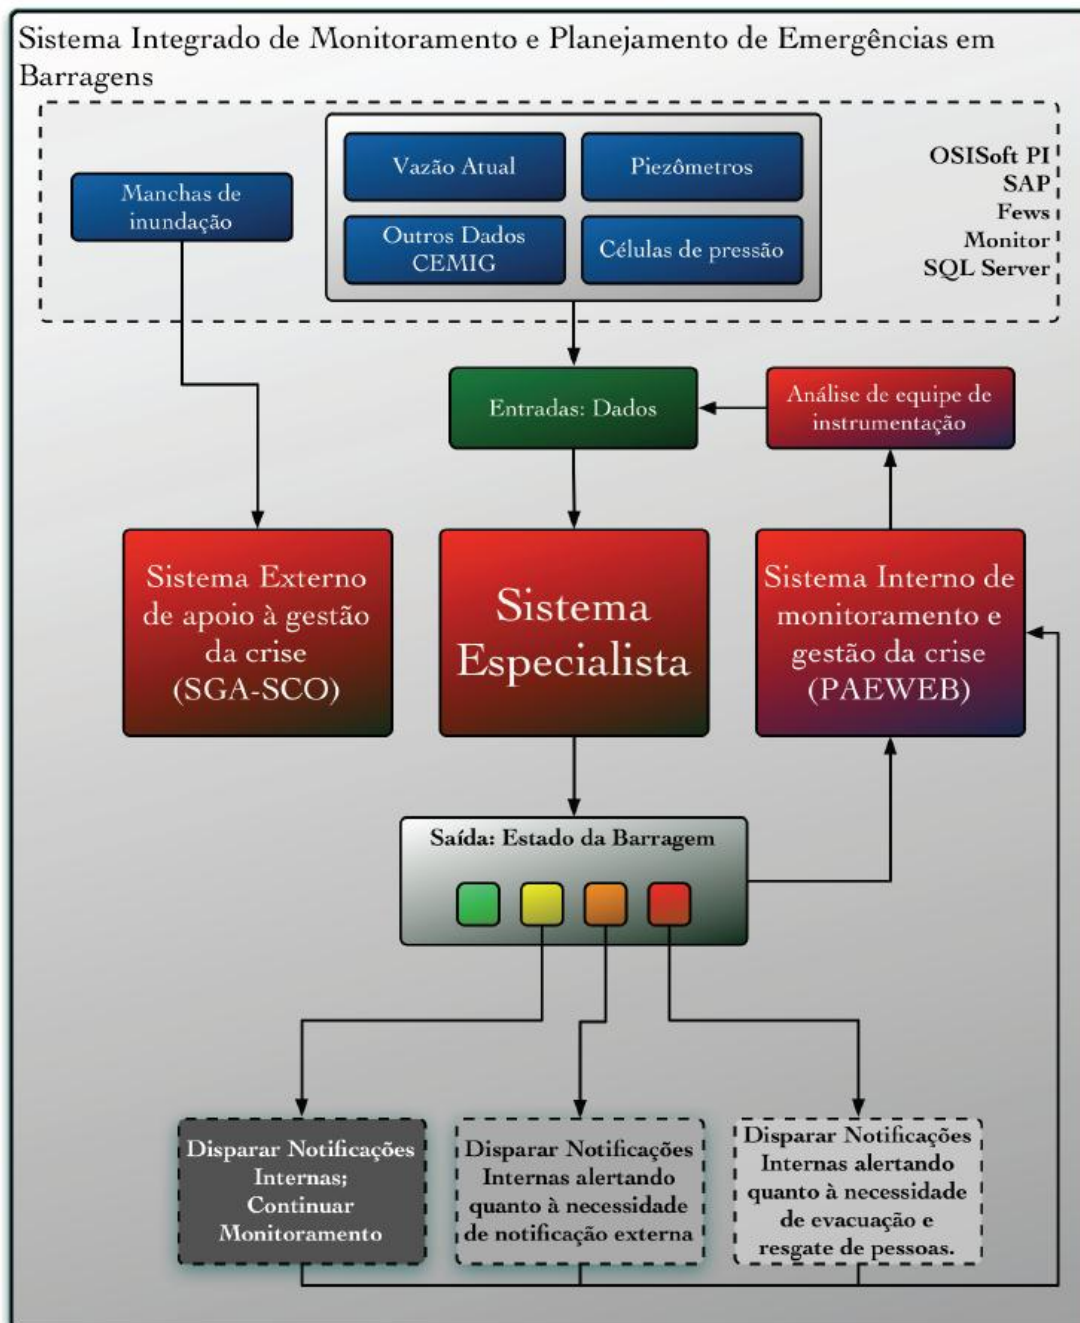 Sistema Integrado de Monitoramento e Planejamento de Emergências em
Barragens
Manchas de
inundação
Vazão Atual
Piezômetros
Outros Dados
CEMIG
Células de pressão
OSISoft PI
SAP
Fews
Monitor
SQL Server
Entradas: Dados
Análise de equipe de
instrumentação
Sistema Externo
de apoio à gestão
da crise
(SGA-SCO)
Sistema
Especialista
Sistema Interno de
monitoramento e
gestão da crise
(PAEWEB)
Saída: Estado da Barragem
Disparar Notificações
Internas;
Continuar
Monitoramento
Disparar Notificações
Internas alertando
quanto à necessidade
de notificação externa
Disparar Notificações
Internas alertando
quanto à necessidade
de evacuação e
resgate de pessoas.